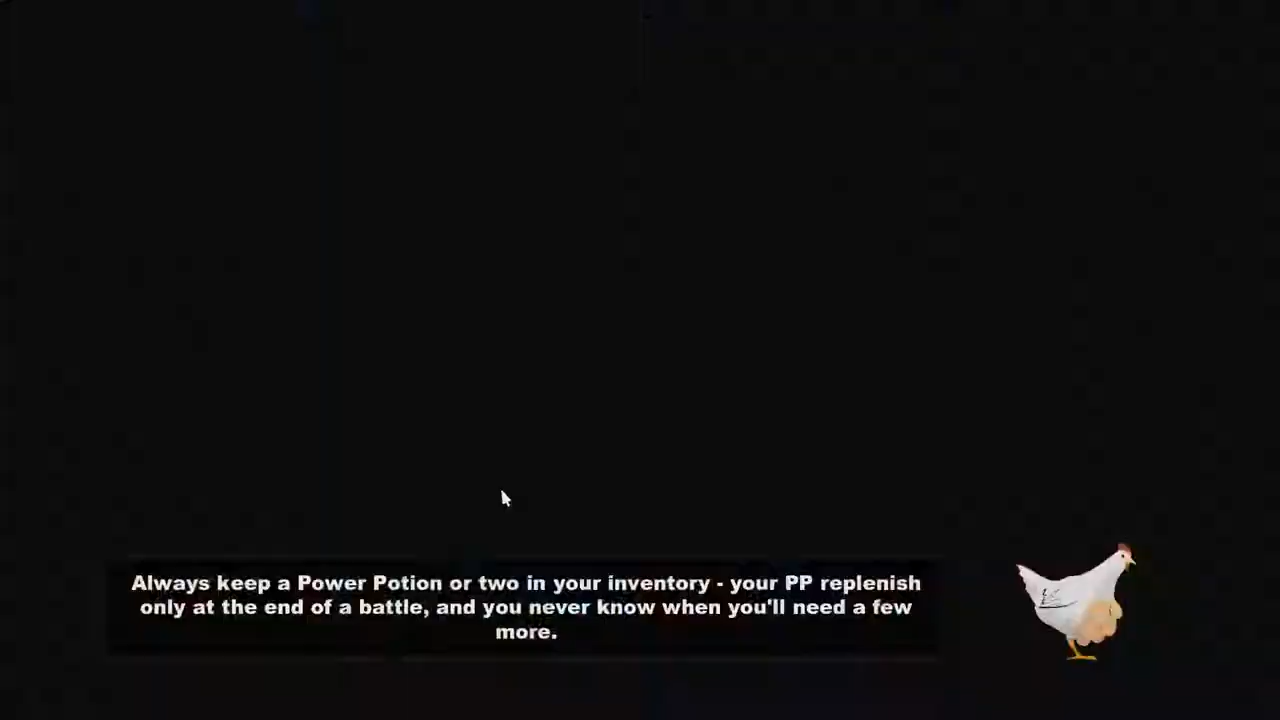 Always keep a Power Potion or two in your inventory - your PP replenish
only at the end of a battle, and you never know when you'll need a few
more.